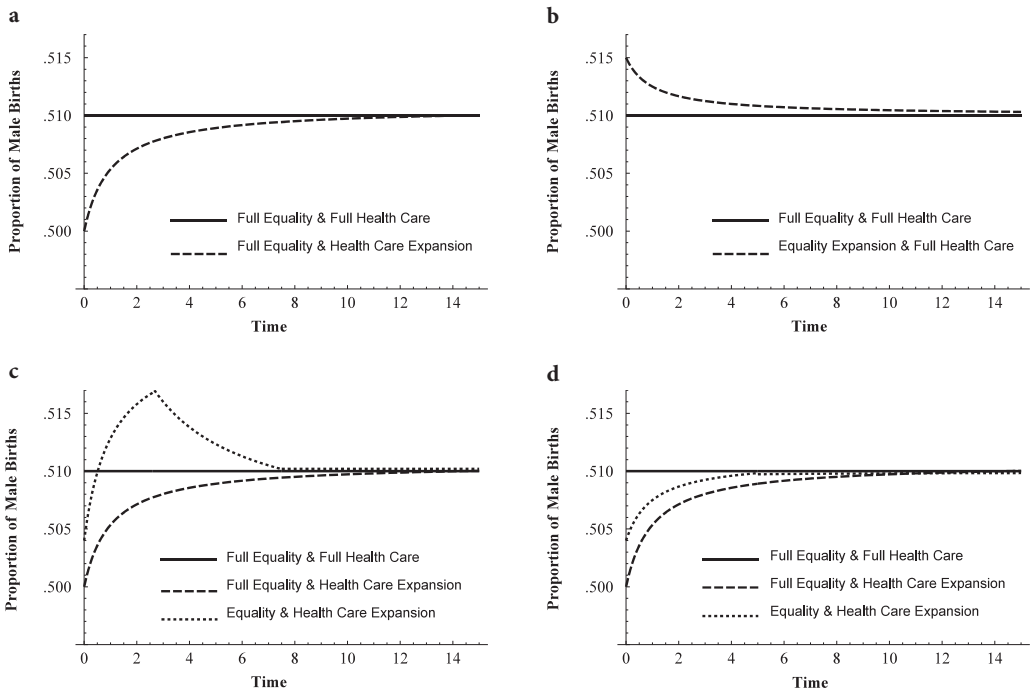 a
Proportion of Male Births
.515
.510
.505
.500
Full Equality & Full Health Care
Full Equality & Health Care Expansion
0 2 4 6 8 10 12 14
Time
b
Proportion of Male Births
.515
.510
.505
.500
Full Equality & Full Health Care
Equality Expansion & Full Health Care
0 2 4 6 8 10 12 14
Time
c
Proportion of Male Births
.515
.510
.505
.500
Full Equality & Full Health Care
Full Equality & Health Care Expansion
Equality & Health Care Expansion
0 2 4 6 8 10 12 14
Time
d
Proportion of Male Births
.515
.510
.505
.500
Full Equality & Full Health Care
Full Equality & Health Care Expansion
Equality & Health Care Expansion
0 2 4 6 8 10 12 14
Time